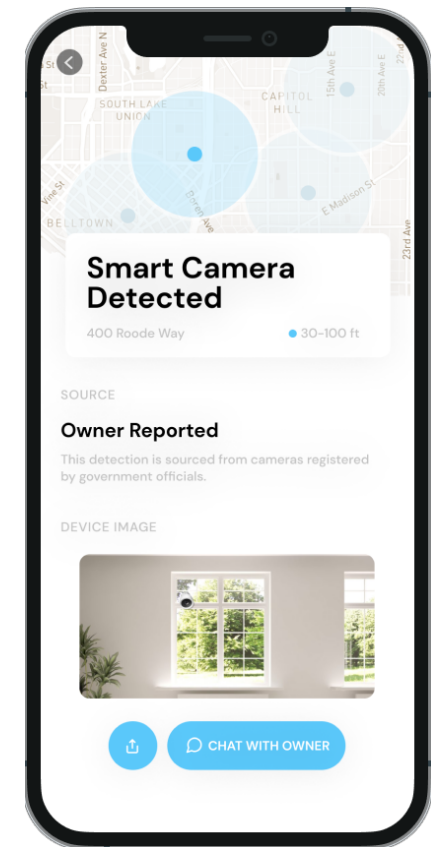 Dexter Ave N
15th Ave E
20th Ave E
St
SOUTH LAKE
UNION
CAPITOL
HILL
Vine St
E Madison St
BELLTOWN
23rd Ave
Smart Camera
Detected
400 Roode Way
30-100 ft
SOURCE
Owner Reported
This detection is sourced from cameras registered
by government officials.
DEVICE IMAGE
CHAT WITH OWNER